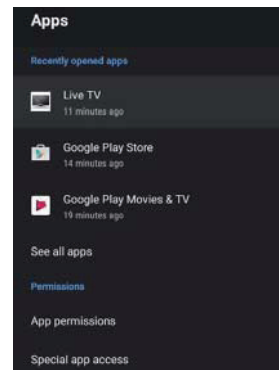 Apps
Recently opened apps
Live TV
11 minutes ago
Google Play Store
14 minutes ago
Google Play Movies & TV
19 minutes ago
See all apps
Permissions
App permissions
Special app access